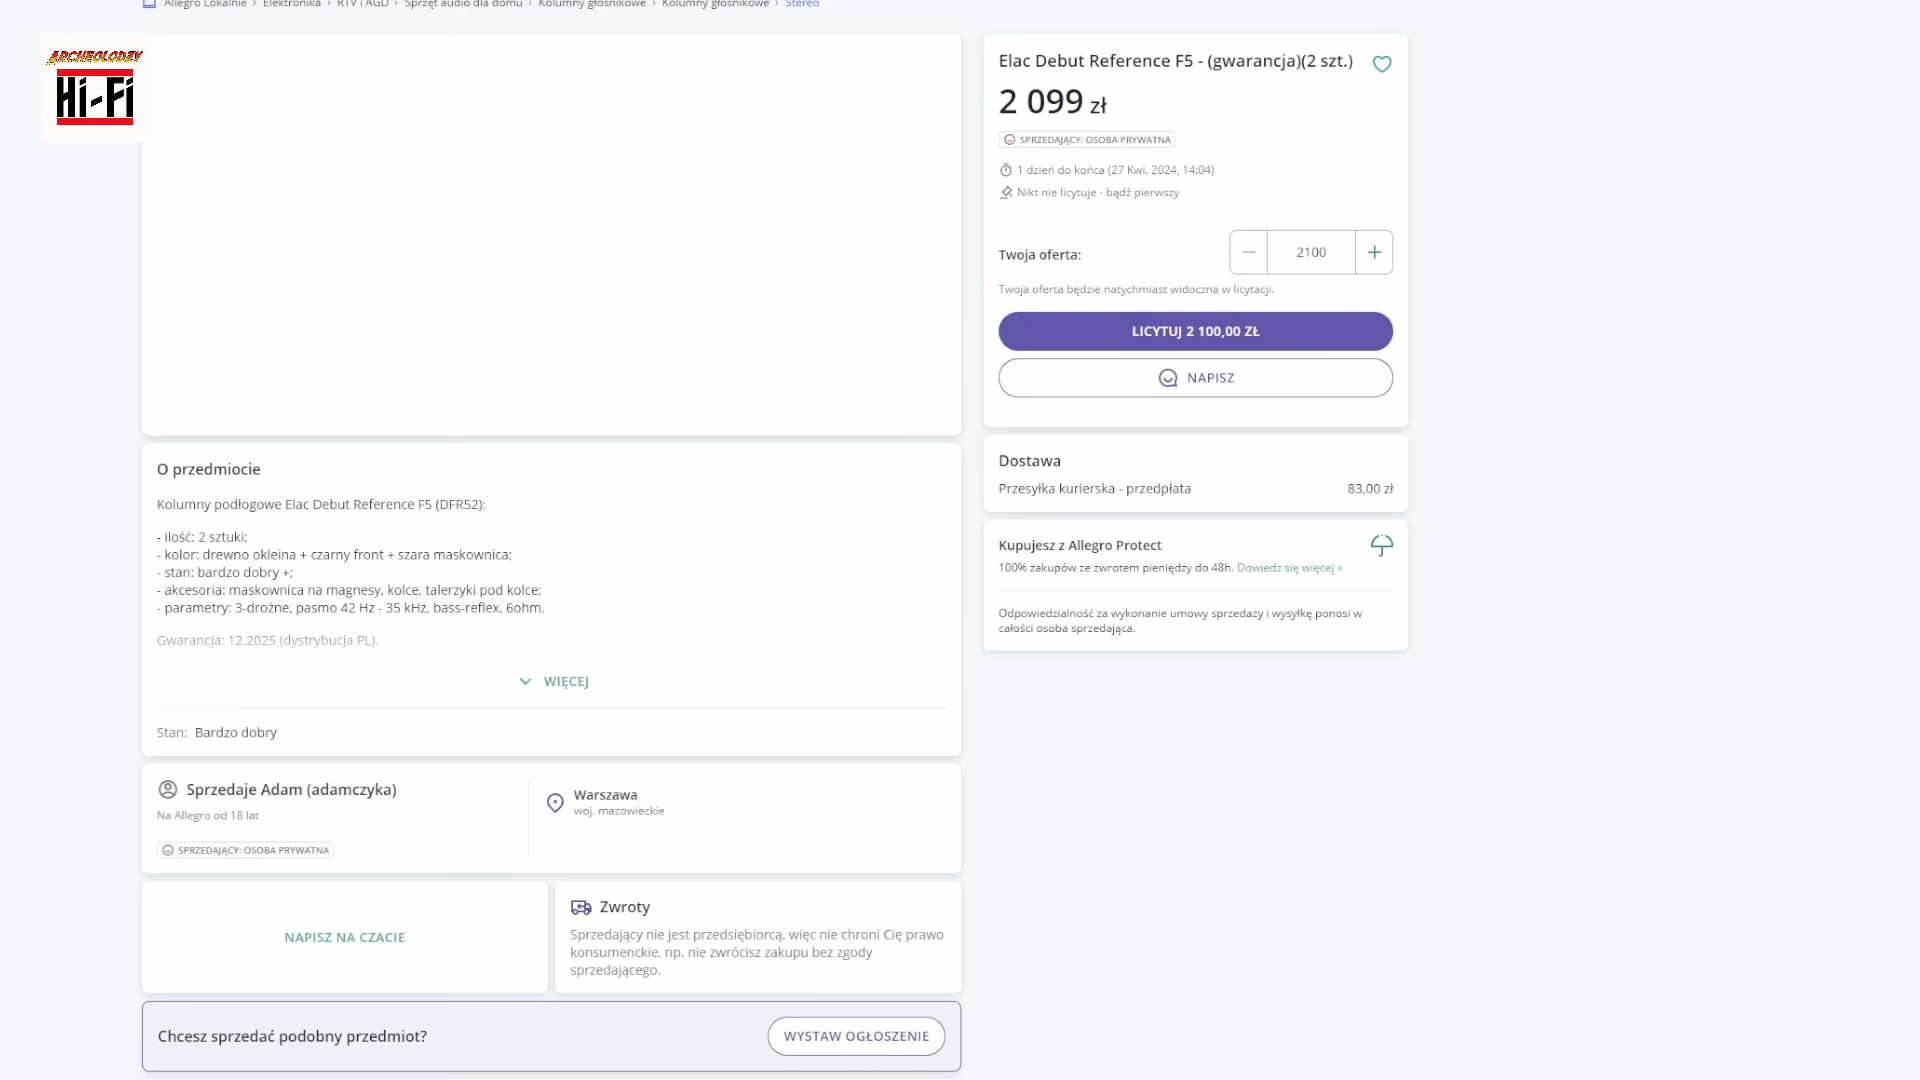 Allegro Lokalnie › Elektronika › RTV i AGD › Sprzęt audio dla domu › Kolumny głośnikowe › Kolumny głośnikowe › Stereo
ARCHEOLODZY
Hi-Fi
Elac Debut Reference F5 - (gwarancja)(2 szt.)
2 099 zł
SPRZEDAJĄCY: OSOBA PRYWATNA
1 dzień do końca (27 Kwi. 2024, 14:04)
Nikt nie licytuje - bądź pierwszy
Twoja oferta:
2100
Twoja oferta będzie natychmiast widoczna w licytacji.
LICYTUJ 2 100,00 ZŁ
NAPISZ
Dostawa
Przesyłka kurierska - przedpłata 83,00 zł
Kupujesz z Allegro Protect
100% zakupów ze zwrotem pieniędzy do 48h. Dowiedz się więcej »
Odpowiedzialność za wykonanie umowy sprzedaży i wysyłkę ponosi w
całości osoba sprzedająca.
O przedmiocie
Kolumny podłogowe Elac Debut Reference F5 (DFR52):
- ilość: 2 sztuki;
- kolor: drewno okleina + czarny front + szara maskownica;
- stan: bardzo dobry +;
- akcesoria: maskownica na magnesy, kolce, talerzyki pod kolce;
- parametry: 3-drożne, pasmo 42 Hz - 35 kHz, bass-reflex, 6ohm.
Gwarancja: 12.2025 (dystrybucja PL).
WIĘCEJ
Stan: Bardzo dobry
Sprzedaje Adam (adamczyka)
Na Allegro od 18 lat
SPRZEDAJĄCY: OSOBA PRYWATNA
Warszawa
woj. mazowieckie
NAPISZ NA CZACIE
Zwroty
Sprzedający nie jest przedsiębiorcą, więc nie chroni Cię prawo
konsumenckie, np. nie zwrócisz zakupu bez zgody
sprzedającego.
Chcesz sprzedać podobny przedmiot?
WYSTAW OGŁOSZENIE